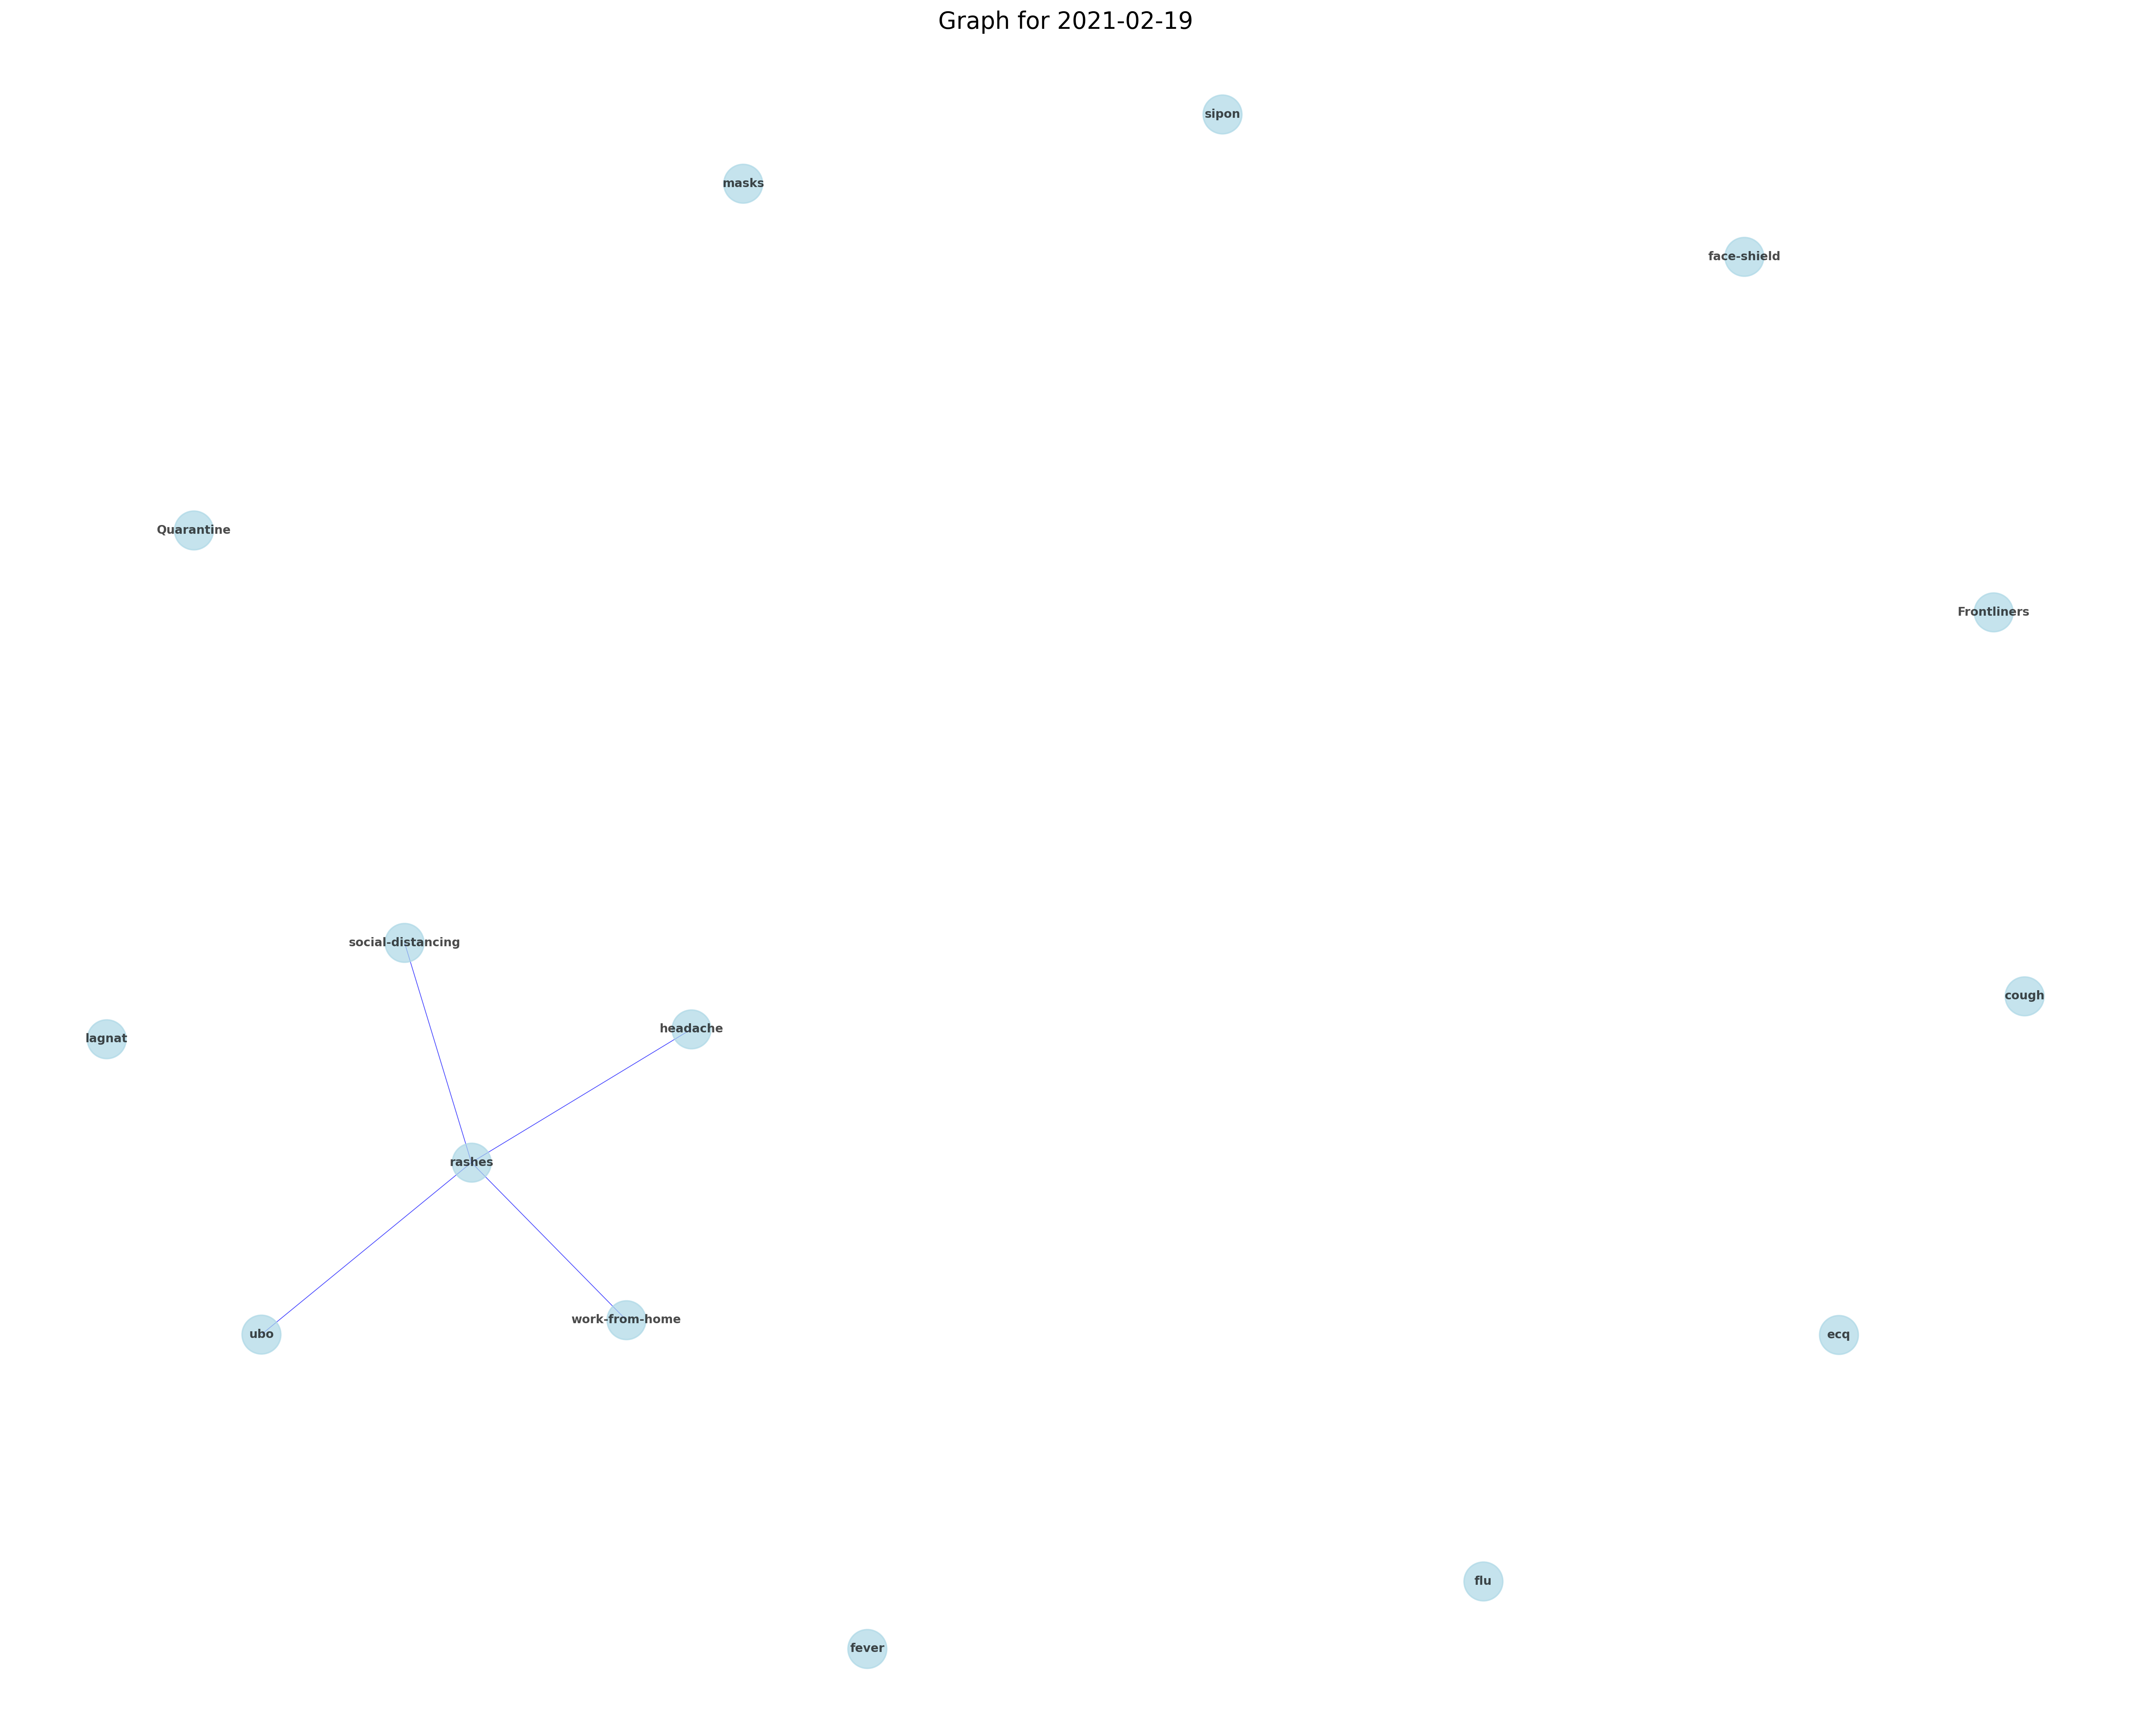 Graph for 2021-02-19
sipon
masks
face-shield
Quarantine
Frontliners
social-distancing
cough
headache
lagnat
rashes
work-from-home
ubo
ecq
flu
fever